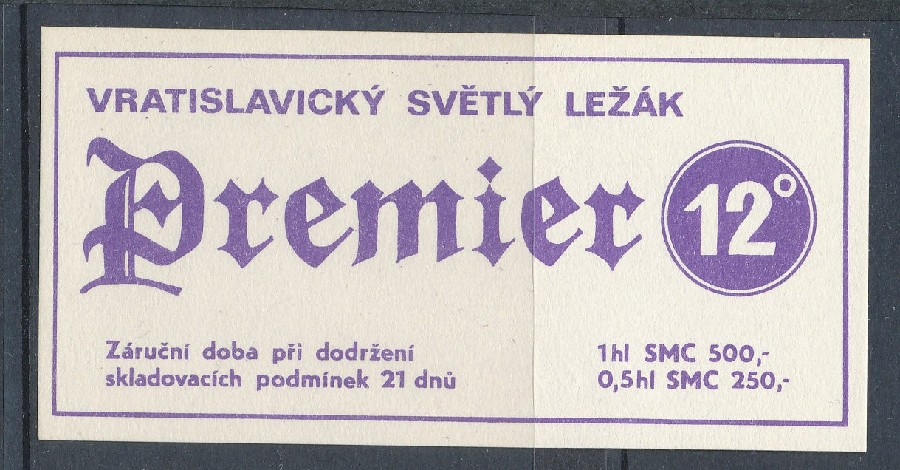 VRATISLAVICKÝ SVĚTLÝ LEŽÁK
Premier 12°
Záruční doba při dodržení
skladovacích podmínek 21 dnů
1hl SMC 500,-
0,5hl SMC 250,-